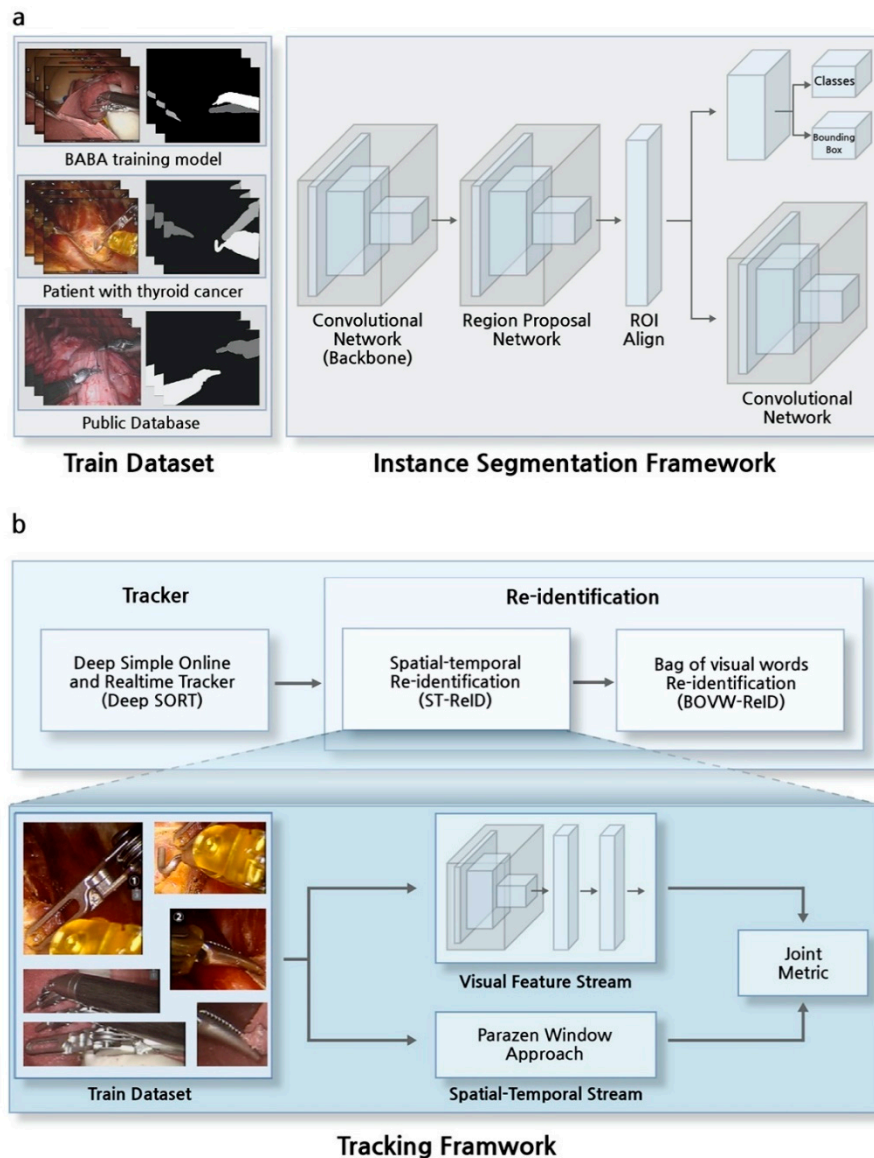 a
BABA training model
Patient with thyroid cancer
Public Database
Train Dataset
Convolutional
Network
(Backbone)
Region Proposal
Network
ROI
Align
Classes
Bounding
Box
Convolutional
Network
Instance Segmentation Framework
b
Tracker
Re-identification
Deep Simple Online
and Realtime Tracker
(Deep SORT)
Spatial-temporal
Re-identification
(ST-ReID)
Bag of visual words
Re-identification
(BOVW-ReID)
1
2
Train Dataset
Visual Feature Stream
Parazen Window
Approach
Spatial-Temporal Stream
Joint
Metric
Tracking Framwork